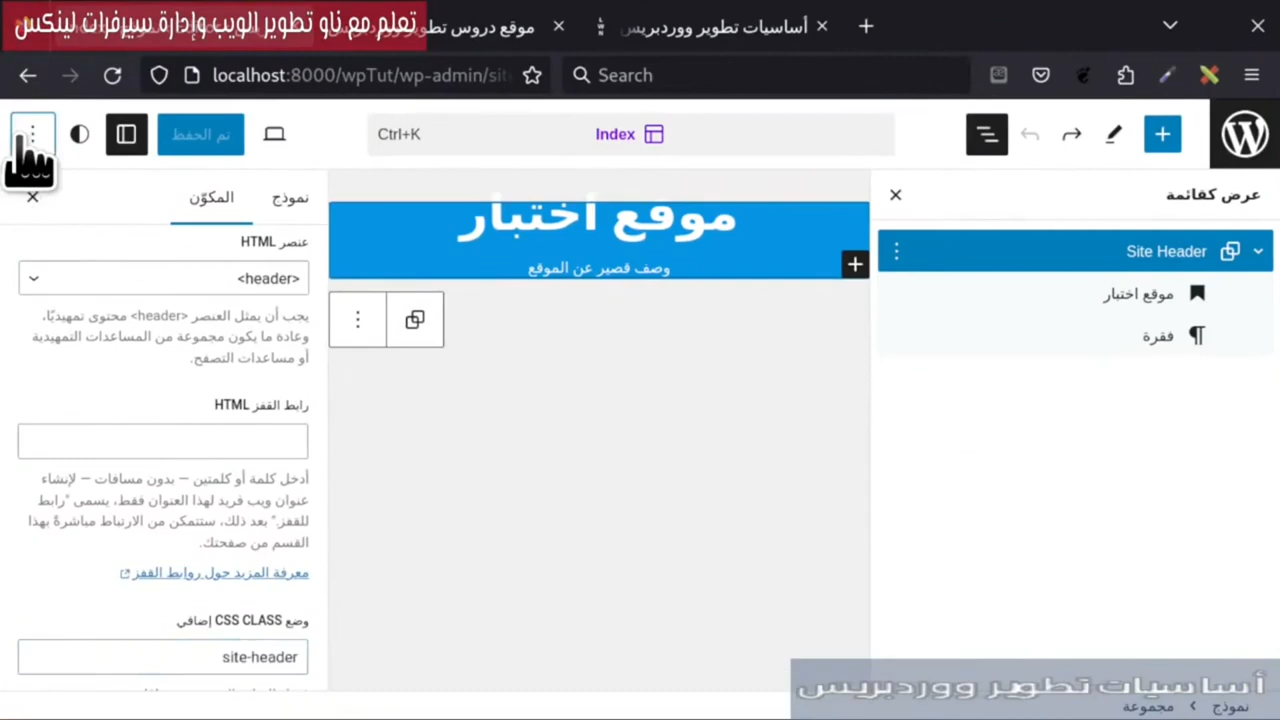 تعلم مع ناو تطوير الويب وإدارة سيرفرات لينكس
موقع دروس
أساسيات تطوير ووردبريس
localhost:8000/wpTut/wp-admin/sit
Search
تم الحفظ
Ctrl+K
Index
عرض كقائمة
Site Header
موقع اختبار
فقرة
موقع اختبار
وصف قصير عن الموقع
نموذج
المكوّن
عنصر HTML
<header>
يجب أن يمثل العنصر <header> محتوى تمهيديًا،
وعادة ما يكون مجموعة من المساعدات التمهيدية
أو مساعدات التصفح.
رابط القفز HTML
أدخل كلمة أو كلمتين — بدون مسافات — لإنشاء
عنوان ويب فريد لهذا العنوان فقط، يسمى "رابط
للقفز." بعد ذلك، ستتمكن من الارتباط مباشرةً بهذا
القسم من صفحتك.
معرفة المزيد حول روابط القفز
وضع CSS CLASS إضافي
site-header
أساسيات تطوير ووردبريس
نموذج
مجموعة